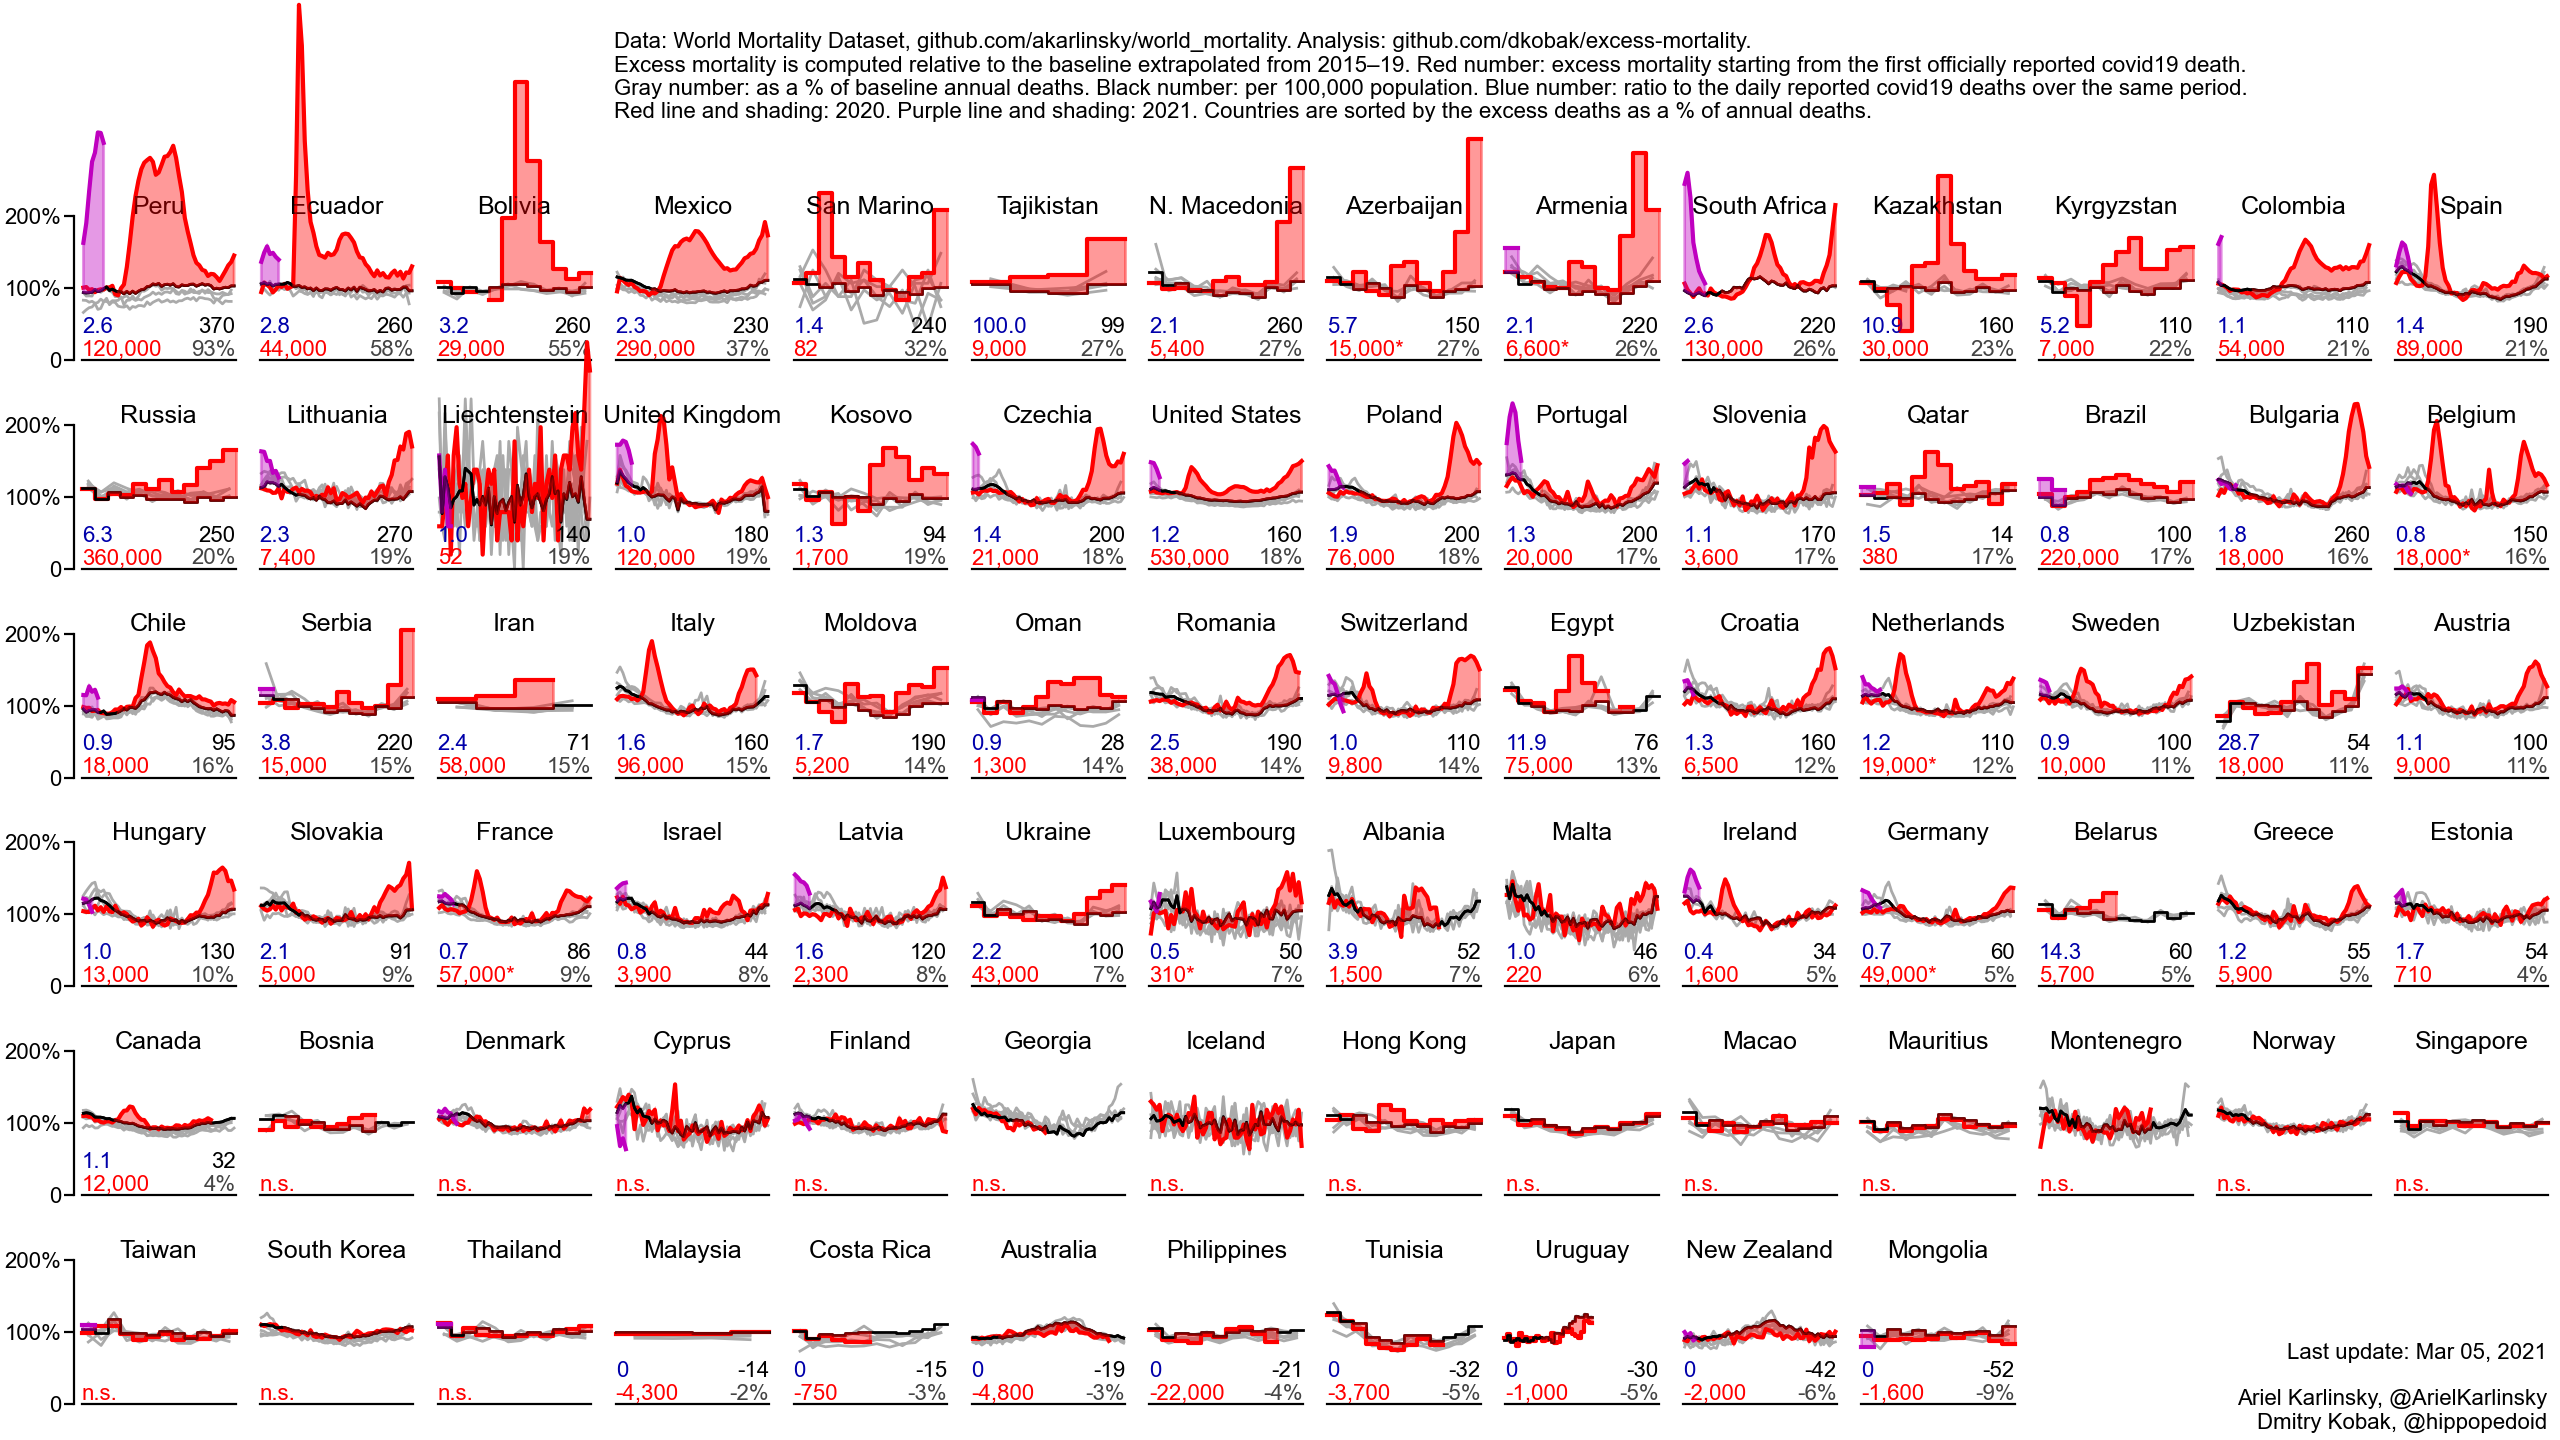 Data: World Mortality Dataset, github.com/akarlinsky/world_mortality. Analysis: github.com/dkobak/excess-mortality.
Excess mortality is computed relative to the baseline extrapolated from 2015–19. Red number: excess mortality starting from the first officially reported covid19 death.
Gray number: as a % of baseline annual deaths. Black number: per 100,000 population. Blue number: ratio to the daily reported covid19 deaths over the same period.
Red line and shading: 2020. Purple line and shading: 2021. Countries are sorted by the excess deaths as a % of annual deaths.
Peru Ecuador Bolivia Mexico San Marino Tajikistan N. Macedonia Azerbaijan Armenia South Africa Kazakhstan Kyrgyzstan Colombia Spain
200%
100%
2.6 370 2.8 260 3.2 260 2.3 230 1.4 240 100.0 99 2.1 260 5.7 150 2.1 220 2.6 220 10.9 160 5.2 110 1.1 110 1.4 190
0 120,000 93% 44,000 58% 29,000 55% 290,000 37% 82 32% 9,000 27% 5,400 27% 15,000* 27% 6,600* 26% 130,000 26% 30,000 23% 7,000 22% 54,000 21% 89,000 21%
Russia Lithuania Liechtenstein United Kingdom Kosovo Czechia United States Poland Portugal Slovenia Qatar Brazil Bulgaria Belgium
200%
100%
6.3 250 2.3 270 1.0 140 1.0 180 1.3 94 1.4 200 1.2 160 1.9 200 1.3 200 1.1 170 1.5 14 0.8 100 1.8 260 0.8 150
0 360,000 20% 7,400 19% 52 19% 120,000 19% 1,700 19% 21,000 18% 530,000 18% 76,000 18% 20,000 17% 3,600 17% 380 17% 220,000 17% 18,000 16% 18,000* 16%
Chile Serbia Iran Italy Moldova Oman Romania Switzerland Egypt Croatia Netherlands Sweden Uzbekistan Austria
200%
100%
0.9 95 3.8 220 2.4 71 1.6 160 1.7 190 0.9 28 2.5 190 1.0 110 11.9 76 1.3 160 1.2 110 0.9 100 28.7 54 1.1 100
0 18,000 16% 15,000 15% 58,000 15% 96,000 15% 5,200 14% 1,300 14% 38,000 14% 9,800 14% 75,000 13% 6,500 12% 19,000* 12% 10,000 11% 18,000 11% 9,000 11%
Hungary Slovakia France Israel Latvia Ukraine Luxembourg Albania Malta Ireland Germany Belarus Greece Estonia
200%
100%
1.0 130 2.1 91 0.7 86 0.8 44 1.6 120 2.2 100 0.5 50 3.9 52 1.0 46 0.4 34 0.7 60 14.3 60 1.2 55 1.7 54
0 13,000 10% 5,000 9% 57,000* 9% 3,900 8% 2,300 8% 43,000 7% 310* 7% 1,500 7% 220 6% 1,600 5% 49,000* 5% 5,700 5% 5,900 5% 710 4%
Canada Bosnia Denmark Cyprus Finland Georgia Iceland Hong Kong Japan Macao Mauritius Montenegro Norway Singapore
200%
100%
1.1 32
0 12,000 4% n.s. n.s. n.s. n.s. n.s. n.s. n.s. n.s. n.s. n.s. n.s. n.s. n.s.
Taiwan South Korea Thailand Malaysia Costa Rica Australia Philippines Tunisia Uruguay New Zealand Mongolia
200%
100%
0 -14 0 -15 0 -19 0 -21 0 -32 0 -30 0 -42 0 -52
0 n.s. n.s. n.s. -4,300 -2% -750 -3% -4,800 -3% -22,000 -4% -3,700 -5% -1,000 -5% -2,000 -6% -1,600 -9%
Last update: Mar 05, 2021
Ariel Karlinsky, @ArielKarlinsky
Dmitry Kobak, @hippopedoid